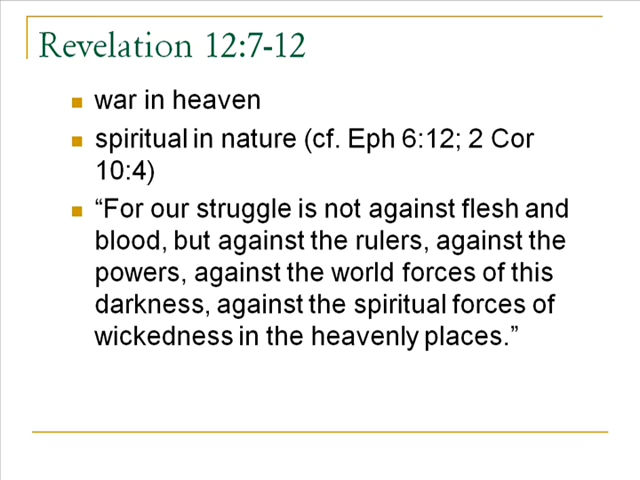 Revelation 12:7-12
war in heaven
spiritual in nature (cf. Eph 6:12; 2 Cor
10:4)
“For our struggle is not against flesh and
blood, but against the rulers, against the
powers, against the world forces of this
darkness, against the spiritual forces of
wickedness in the heavenly places.”